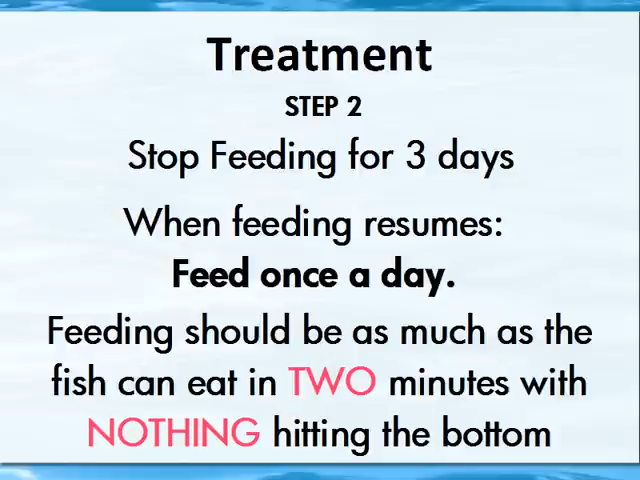 Treatment
STEP 2
Stop Feeding for 3 days
When feeding resumes:
Feed once a day.
Feeding should be as much as the
fish can eat in TWO minutes with
NOTHING hitting the bottom